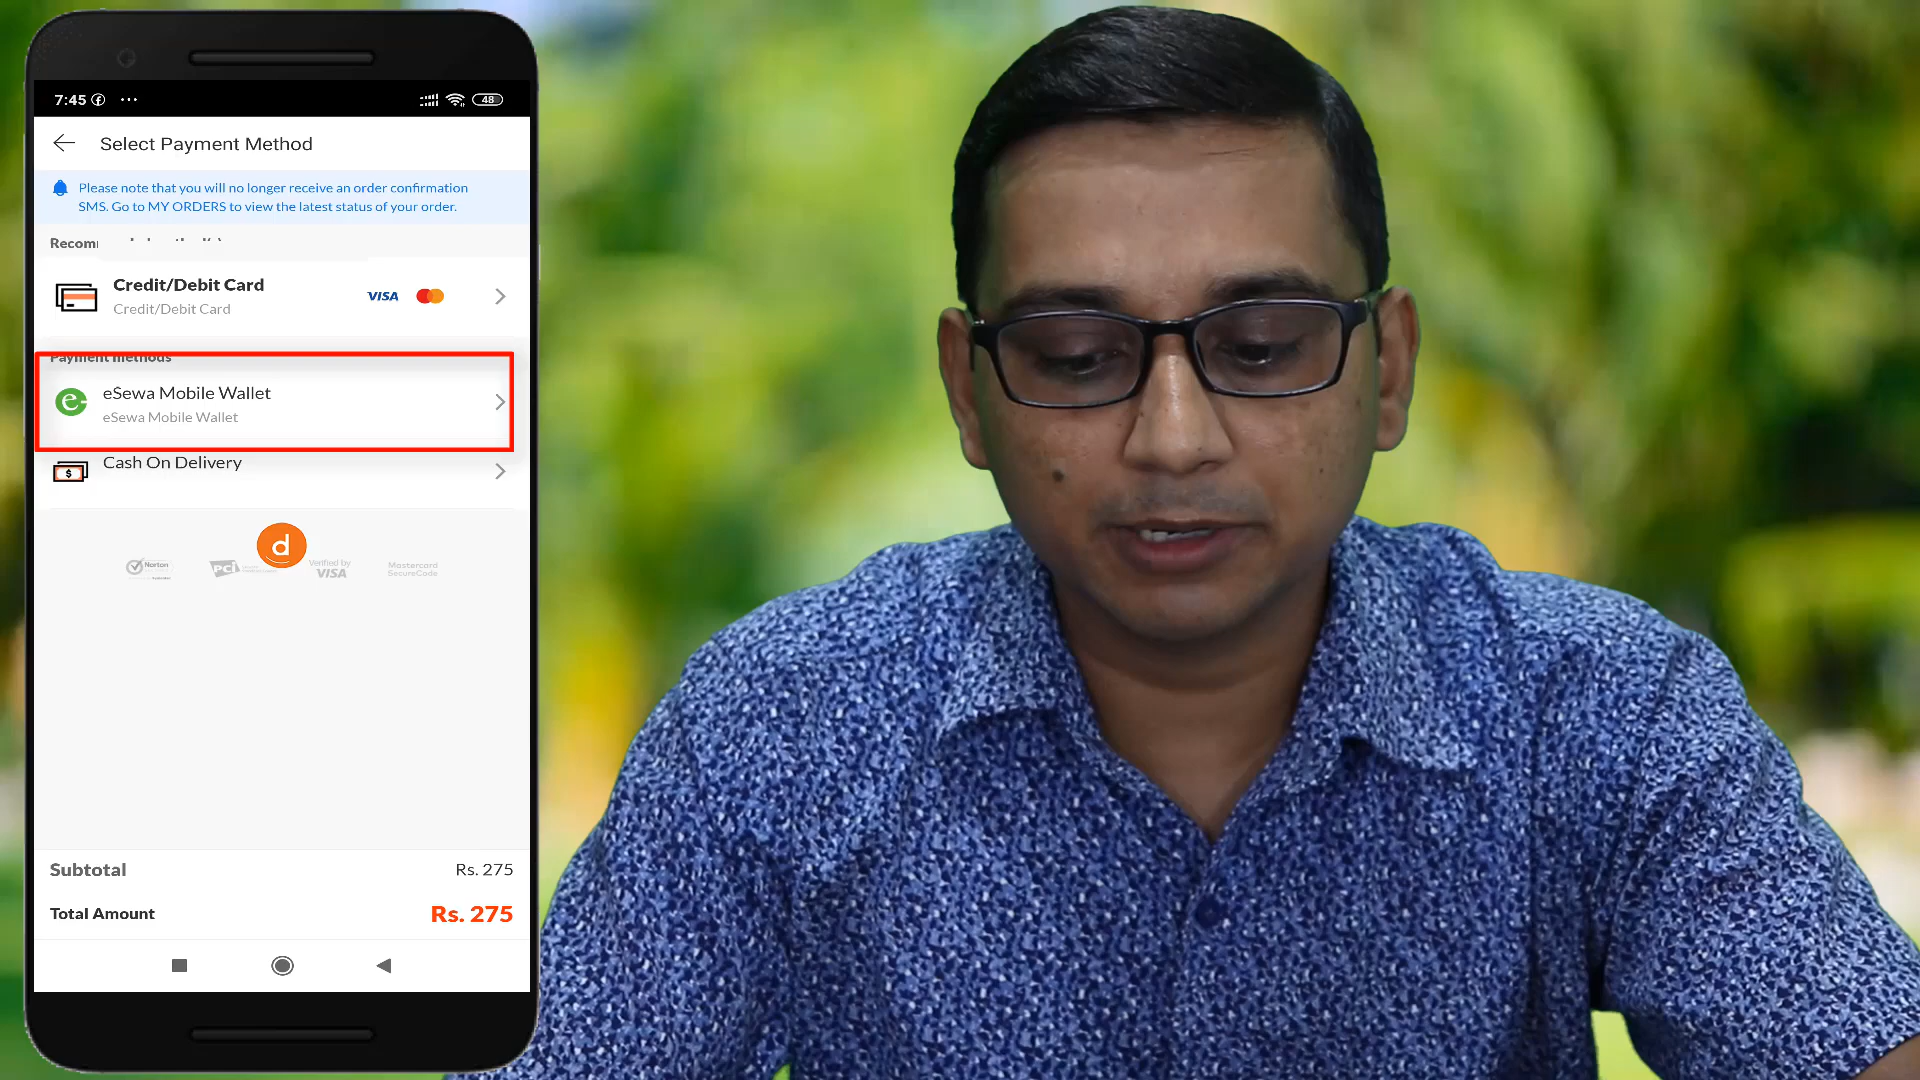 7:45
48
Select Payment Method
Please note that you will no longer receive an order confirmation
SMS. Go to MY ORDERS to view the latest status of your order.
Credit/Debit Card
VISA
Credit/Debit Card
Payment methods
eSewa Mobile Wallet
e
eSewa Mobile Wallet
Cash On Delivery
$
d
Norton
PCI
Verified by
VISA
Mastercard
SecureCode
Subtotal
Rs. 275
Total Amount
Rs. 275